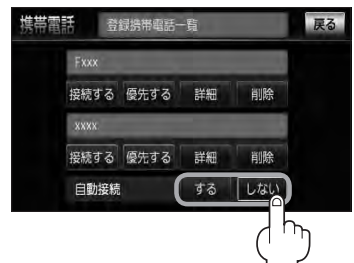 携帯電話 登録携帯電話一覧 戻る
Fxxx
接続する 優先する 詳細 削除
xxxx
接続する 優先する 詳細 削除
自動接続 する しない